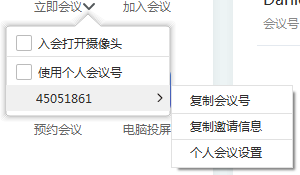 立即会议
加入会议
会议号
入会打开摄像头
使用个人会议号
45051861
复制会议号
预约会议
电脑投屏
复制邀请信息
个人会议设置